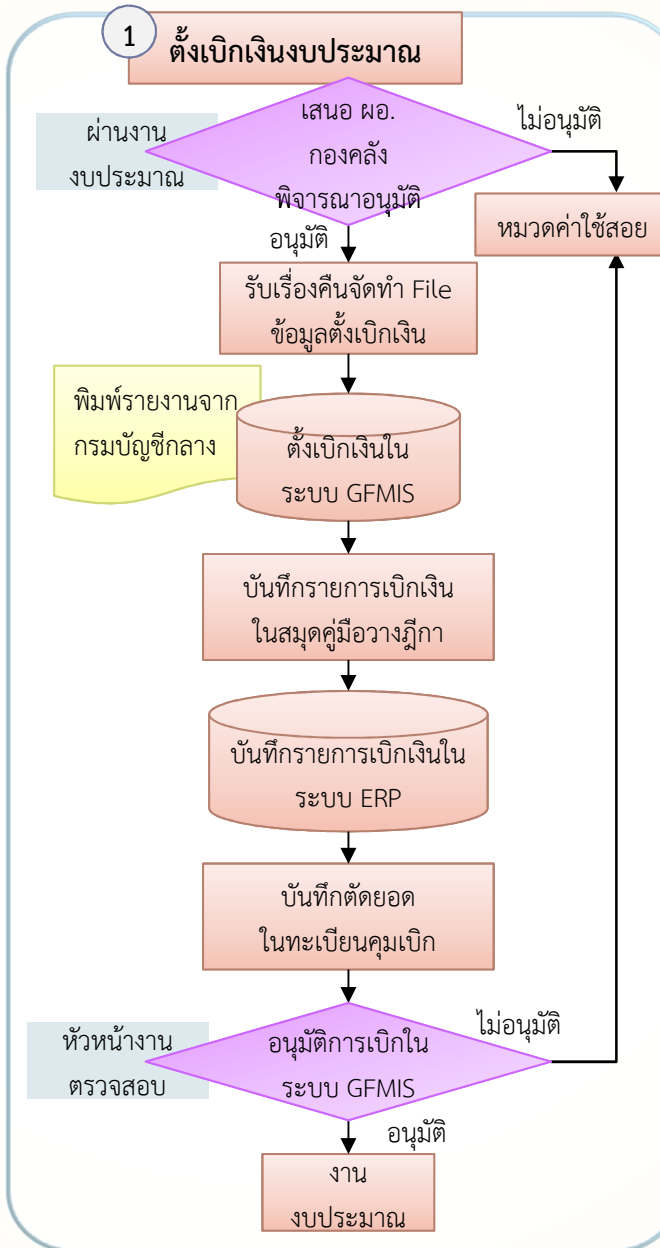 1
ตั้งเบิกเงินงบประมาณ
เสนอ ผอ.
กองคลัง
พิจารณาอนุมัติ
ไม่อนุมัติ
ผ่านงาน
งบประมาณ
หมวดค่าใช้สอย
อนุมัติ
รับเรื่องคืนจัดทำ File
ข้อมูลตั้งเบิกเงิน
พิมพ์รายงานจาก
กรมบัญชีกลาง
ตั้งเบิกเงินใน
ระบบ GFMIS
บันทึกรายการเบิกเงิน
ในสมุดคู่มือวางฎีกา
บันทึกรายการเบิกเงินใน
ระบบ ERP
บันทึกตัดยอด
ในทะเบียนคุมเบิก
หัวหน้างาน
ตรวจสอบ
อนุมัติการเบิกใน
ระบบ GFMIS
ไม่อนุมัติ
อนุมัติ
งาน
งบประมาณ